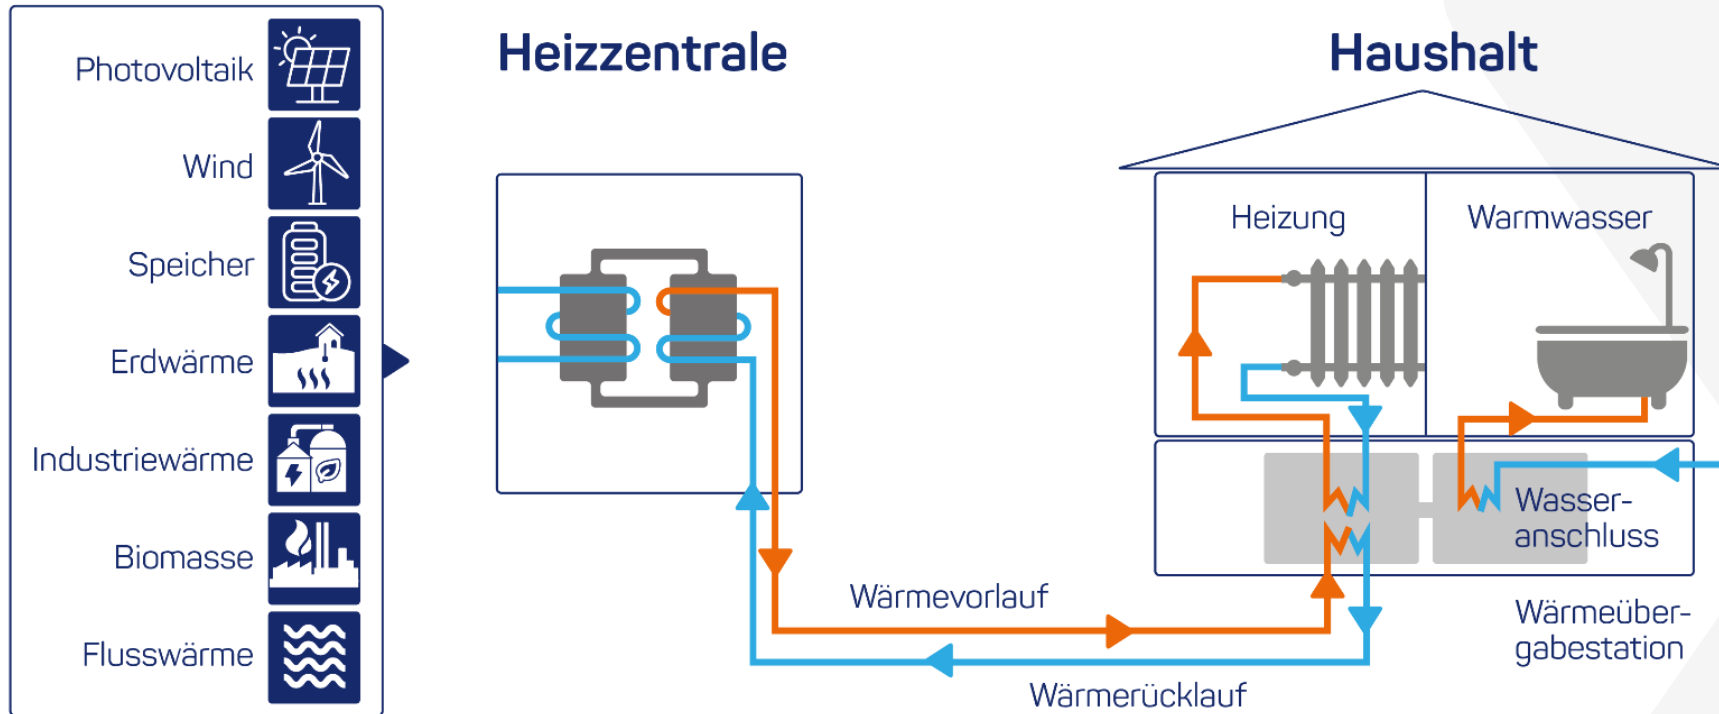 Photovoltaik
Wind
Speicher
Erdwärme
Industriewärme
Biomasse
Flusswärme
Heizzentrale
Haushalt
Heizung
Warmwasser
Wasser-
anschluss
Wärmevorlauf
Wärmerücklauf
Wärmeüber-
gabestation